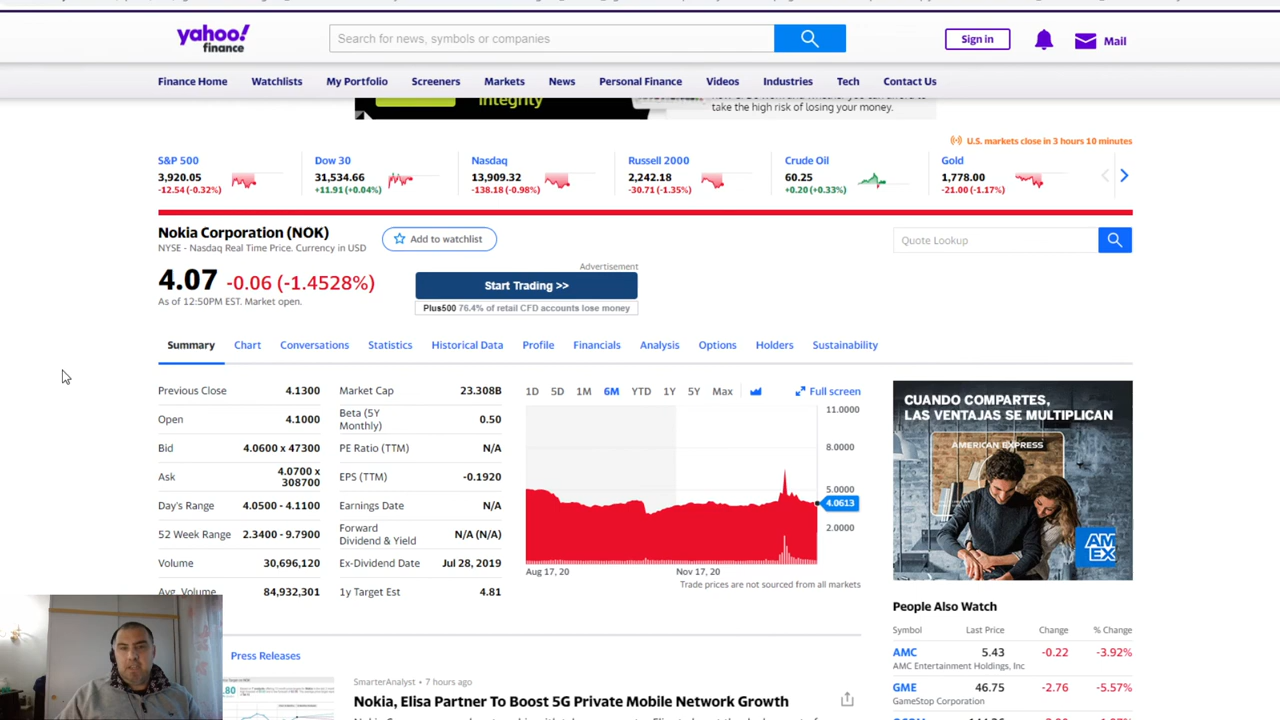 yahoo!
finance
Search for news, symbols or companies
Sign in
Mail
Finance Home
Watchlists
My Portfolio
Screeners
Markets
News
Personal Finance
Videos
Industries
Tech
Contact Us
integrity
take the high risk of losing your money.
U.S. markets close in 3 hours 10 minutes
S&P 500
3,920.05
-12.54 (-0.32%)
Dow 30
31,534.66
+11.91 (+0.04%)
Nasdaq
13,909.32
-138.18 (-0.98%)
Russell 2000
2,242.18
-30.71 (-1.35%)
Crude Oil
60.25
+0.20 (+0.33%)
Gold
1,778.00
-21.00 (-1.17%)
Nokia Corporation (NOK)
NYSE - Nasdaq Real Time Price. Currency in USD
Add to watchlist
Quote Lookup
4.07 -0.06 (-1.4528%)
As of 12:50PM EST. Market open.
Advertisement
Start Trading >>
Plus500 76.4% of retail CFD accounts lose money
Summary
Chart
Conversations
Statistics
Historical Data
Profile
Financials
Analysis
Options
Holders
Sustainability
Previous Close 4.1300
Open 4.1000
Bid 4.0600 x 47300
Ask 4.0700 x
308700
Day's Range 4.0500 - 4.1100
52 Week Range 2.3400 - 9.7900
Volume 30,696,120
Avg. Volume 84,932,301
Market Cap 23.308B
Beta (5Y
Monthly) 0.50
PE Ratio (TTM) N/A
EPS (TTM) -0.1920
Earnings Date N/A
Forward
Dividend & Yield N/A (N/A)
Ex-Dividend Date Jul 28, 2019
1y Target Est 4.81
1D 5D 1M 6M YTD 1Y 5Y Max
Full screen
11.0000
8.0000
5.0000
4.0613
2.0000
Aug 17, 20
Nov 17, 20
Trade prices are not sourced from all markets
CUANDO COMPARTES,
LAS VENTAJAS SE MULTIPLICAN
AMERICAN EXPRESS
AM
EX
People Also Watch
Symbol Last Price Change % Change
AMC 5.43 -0.22 -3.92%
AMC Entertainment Holdings, Inc
GME 46.75 -2.76 -5.57%
GameStop Corporation
Press Releases
SmarterAnalyst • 7 hours ago
Nokia, Elisa Partner To Boost 5G Private Mobile Network Growth